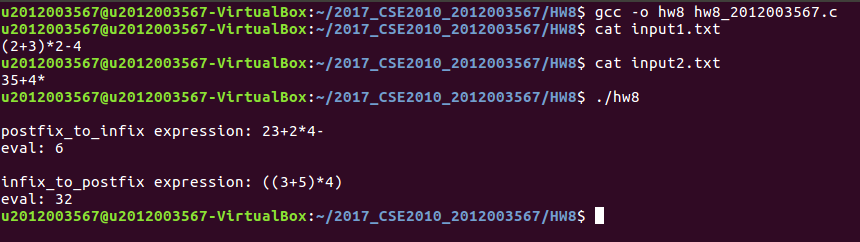 u2012003567@u2012003567-VirtualBox:~/2017_CSE2010_2012003567/HW8$ gcc -o hw8 hw8_2012003567.c
u2012003567@u2012003567-VirtualBox:~/2017_CSE2010_2012003567/HW8$ cat input1.txt
(2+3)*2-4
u2012003567@u2012003567-VirtualBox:~/2017_CSE2010_2012003567/HW8$ cat input2.txt
35+4*
u2012003567@u2012003567-VirtualBox:~/2017_CSE2010_2012003567/HW8$ ./hw8
postfix_to_infix expression: 23+2*4-
eval: 6
infix_to_postfix expression: ((3+5)*4)
eval: 32
u2012003567@u2012003567-VirtualBox:~/2017_CSE2010_2012003567/HW8$